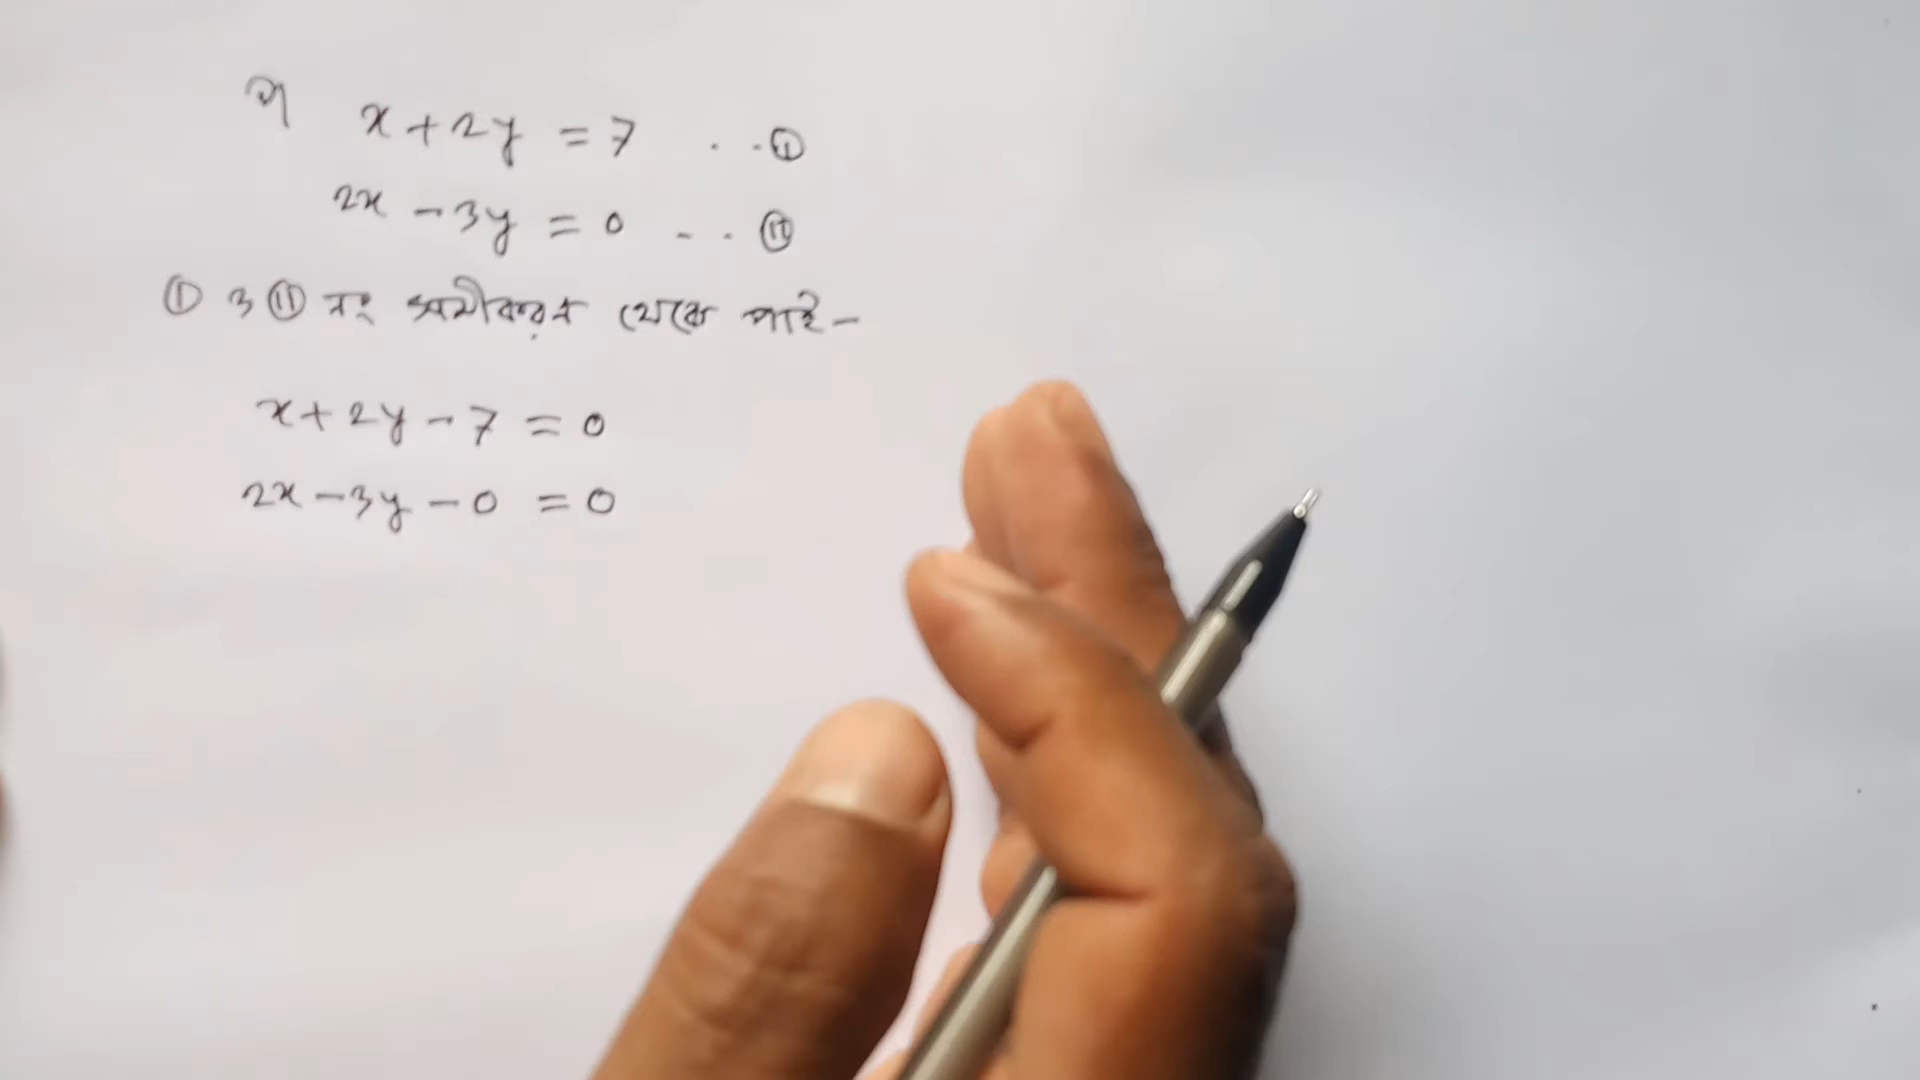 খ) x + 2y = 7 . . . (i)
2x - 3y = 0 - . . (ii)
(i) ও (ii) নং সমীকরণ থেকে পাই-
x + 2y - 7 = 0
2x - 3y - 0 = 0